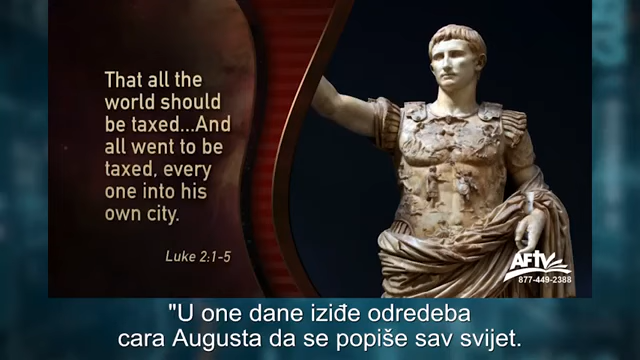 That all the
world should
be taxed...And
all went to be
taxed, every
one into his
own city.
Luke 2:1-5
AFtv
877-449-2388
"U one dane iziđe odredeba
cara Augusta da se popiše sav svijet.